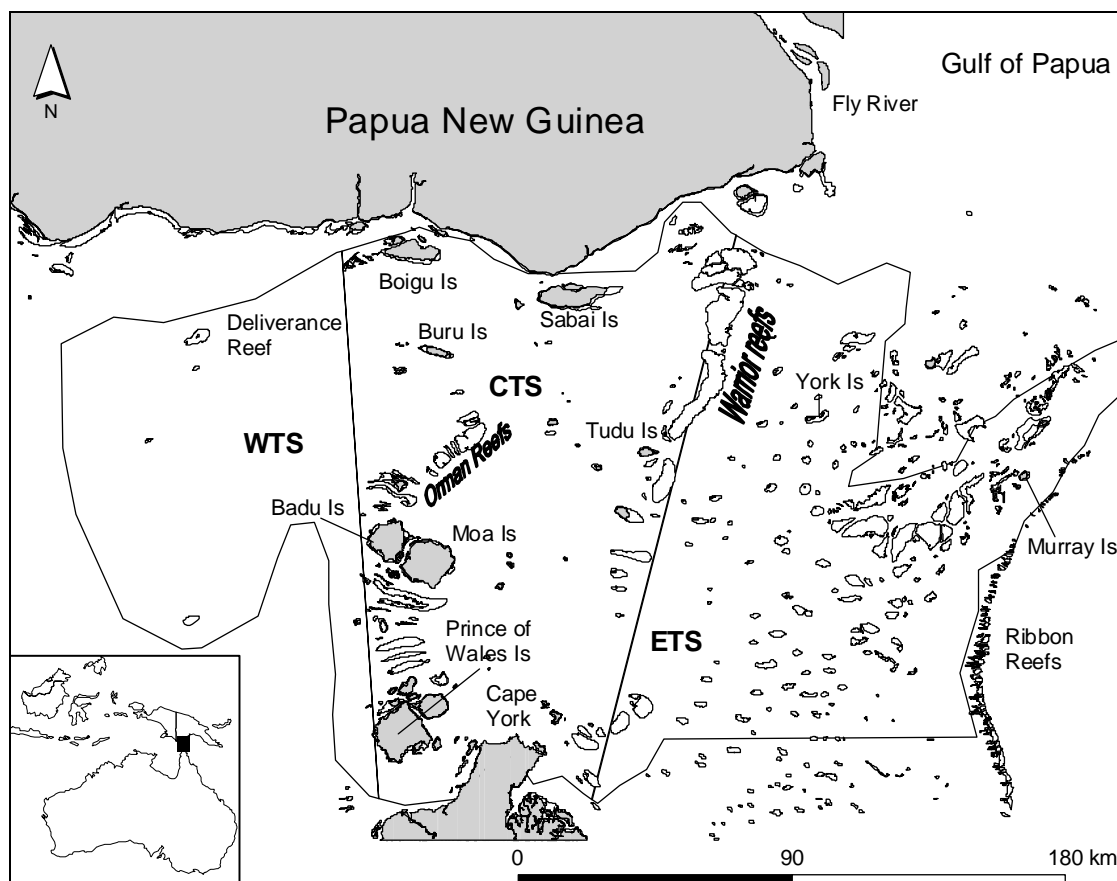 Gulf of Papua
N
Fly River
Papua New Guinea
Boigu Is
Sabai Is
Deliverance
Reef
Buru Is
CTS
Warrior reefs
York Is
WTS
Tudu Is
Orman Reefs
Badu Is
Moa Is
Murray Is
Prince of
Wales Is
ETS
Ribbon
Reefs
Cape
York
0 90 180 km